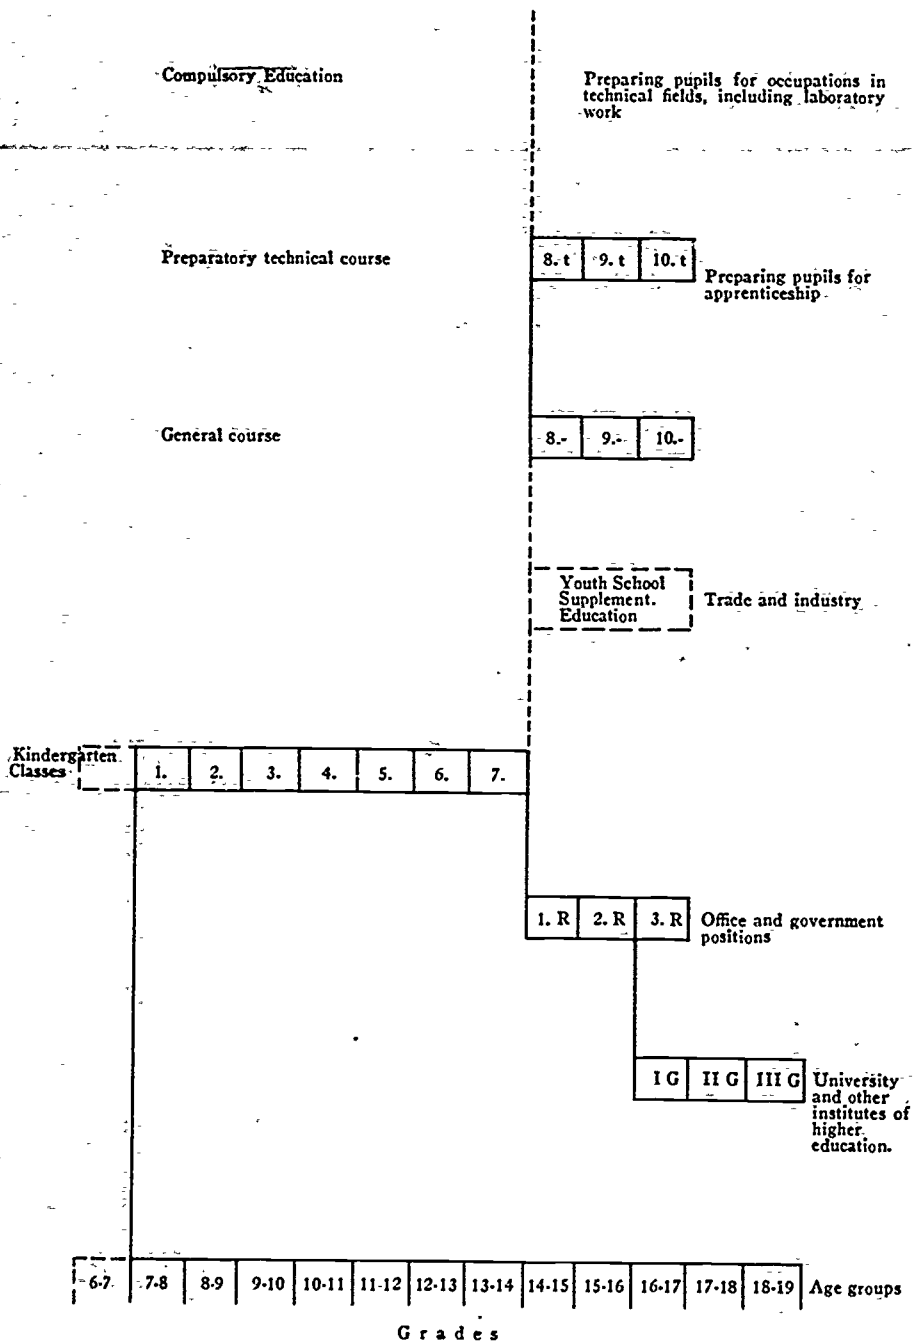 Compulsory Education
Preparing pupils for occupations in
technical fields, including laboratory
work
Preparatory technical course
8. t 9. t 10. t
Preparing pupils for
apprenticeship
General course
8.- 9.- 10.-
Youth School
Supplement.
Education
Trade and industry
Kindergarten
Classes
1. 2. 3. 4. 5. 6. 7.
1. R 2. R 3. R
Office and government
positions
I G II G III G
University
and other
institutes of
higher
education.
6-7 7-8 8-9 9-10 10-11 11-12 12-13 13-14 14-15 15-16 16-17 17-18 18-19 Age groups
Grades